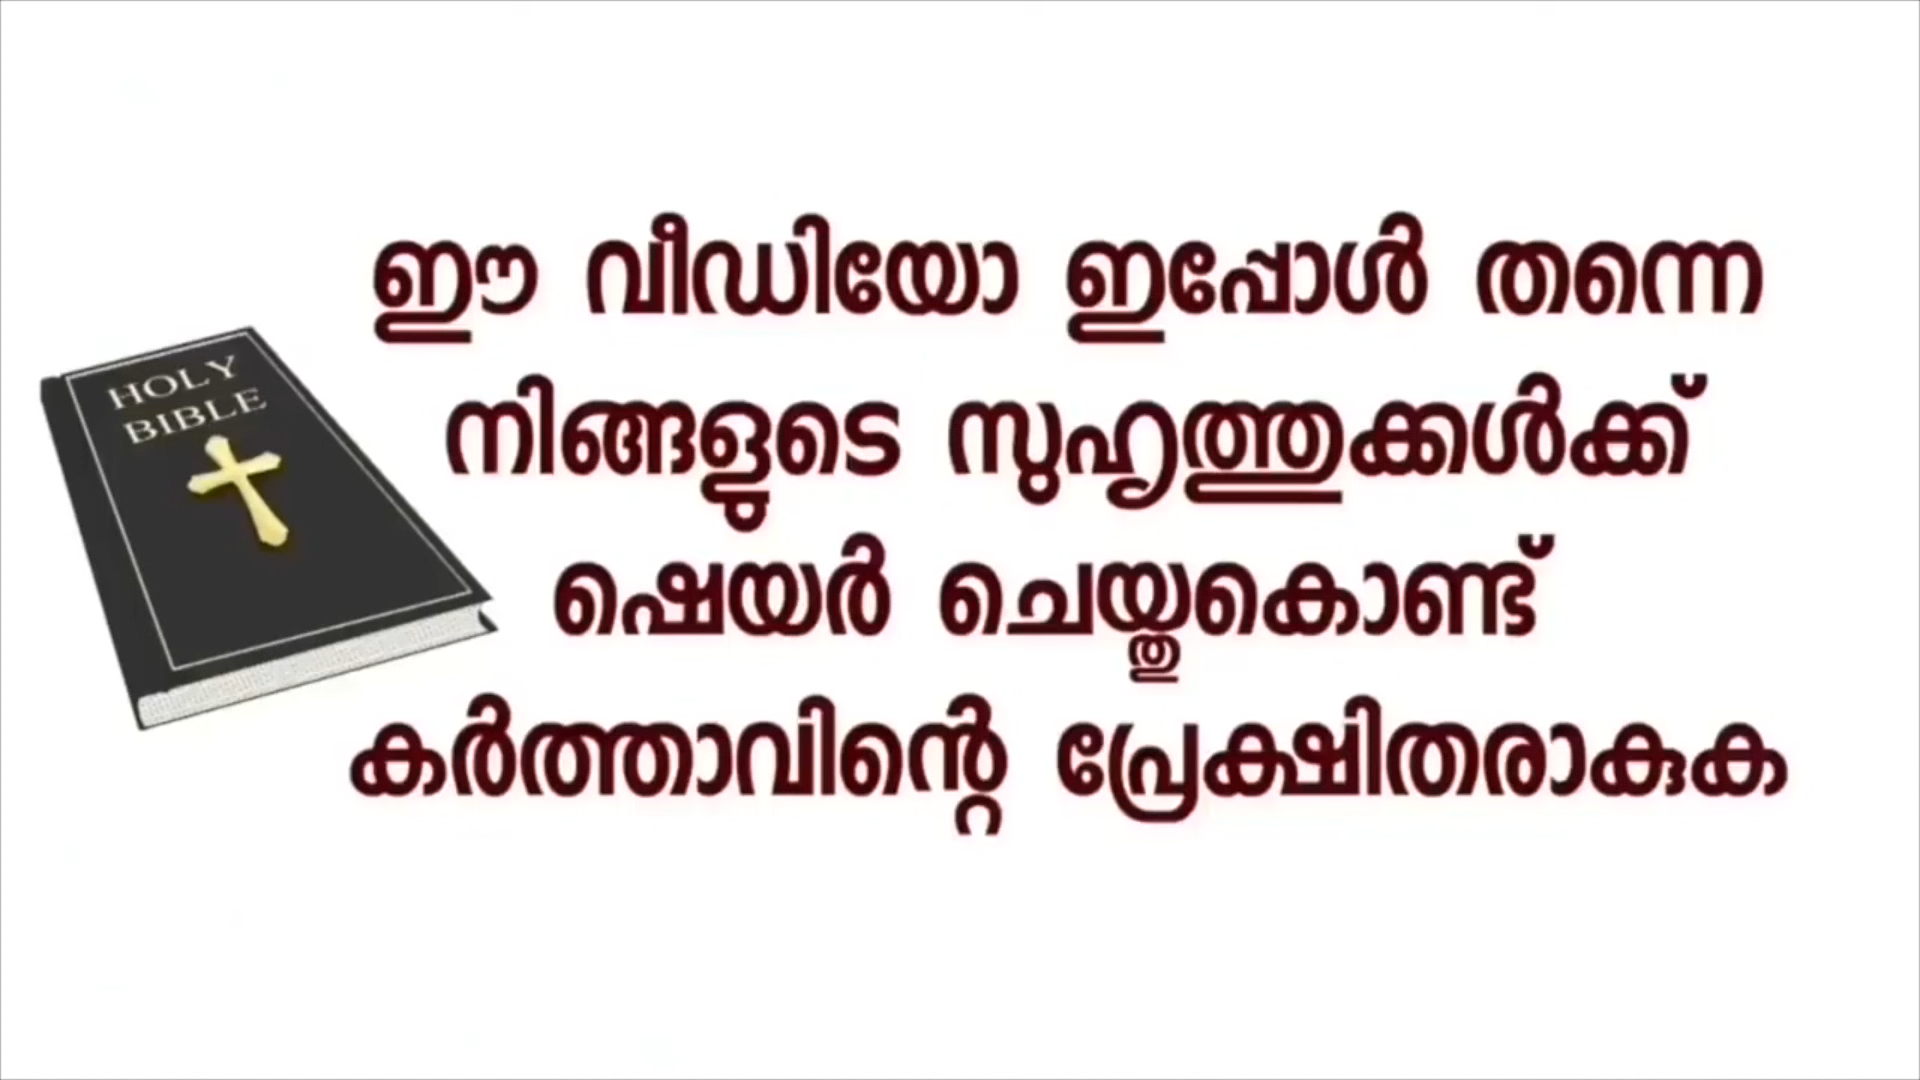 HOLY
BIBLE
ഈ വീഡിയോ ഇപ്പോൾ തന്നെ
നിങ്ങളുടെ സുഹൃത്തുക്കൾക്ക്
ഷെയർ ചെയ്തുകൊണ്ട്
കർത്താവിന്റെ പ്രേക്ഷിതരാകുക